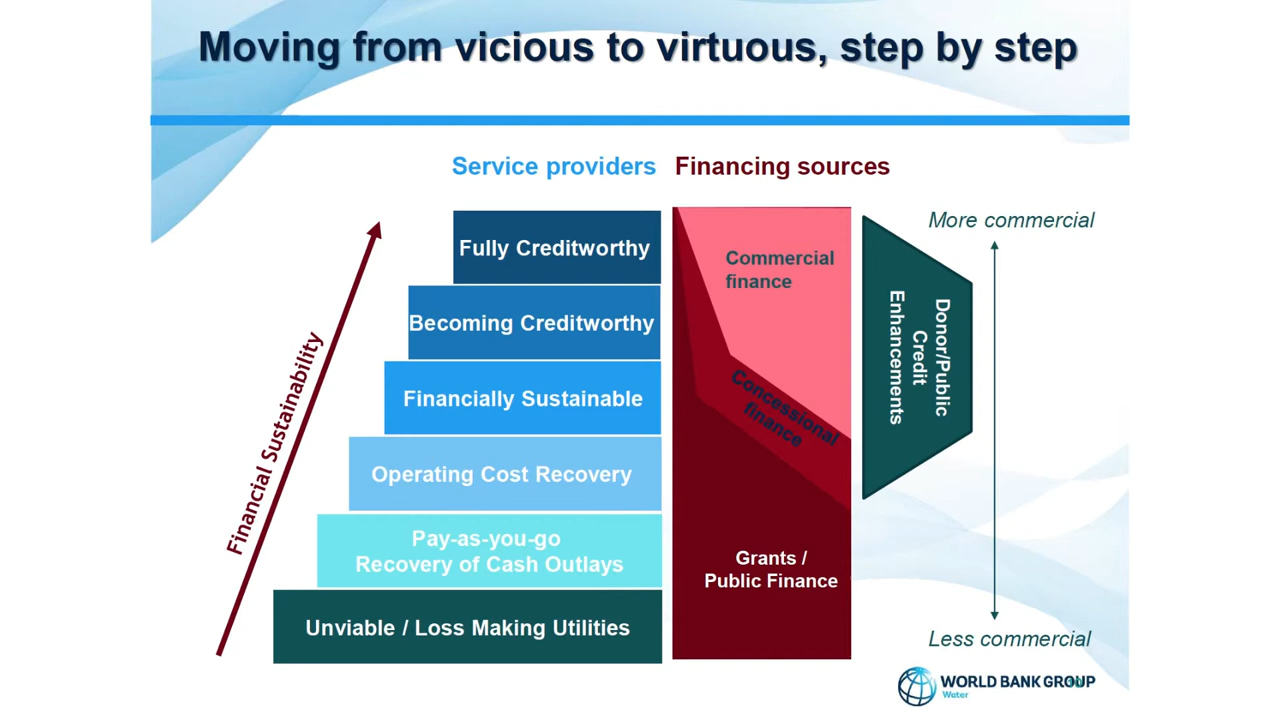 Moving from vicious to virtuous, step by step
Service providers
Financing sources
More commercial
Fully Creditworthy
Becoming Creditworthy
Financially Sustainable
Operating Cost Recovery
Pay-as-you-go
Recovery of Cash Outlays
Unviable / Loss Making Utilities
Financial Sustainability
Commercial
finance
Concessional
finance
Grants /
Public Finance
Donor/Public
Credit
Enhancements
Less commercial
WORLD BANK GROUP
Water